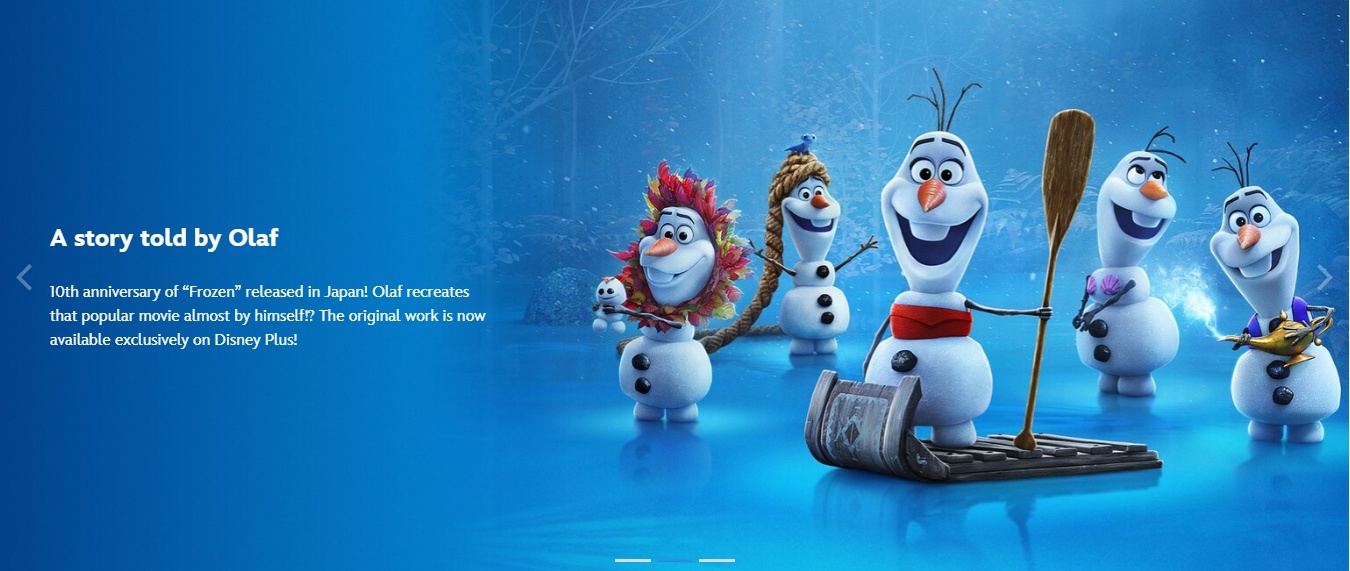 A story told by Olaf
10th anniversary of “Frozen” released in Japan! Olaf recreates
that popular movie almost by himself!? The original work is now
available exclusively on Disney Plus!